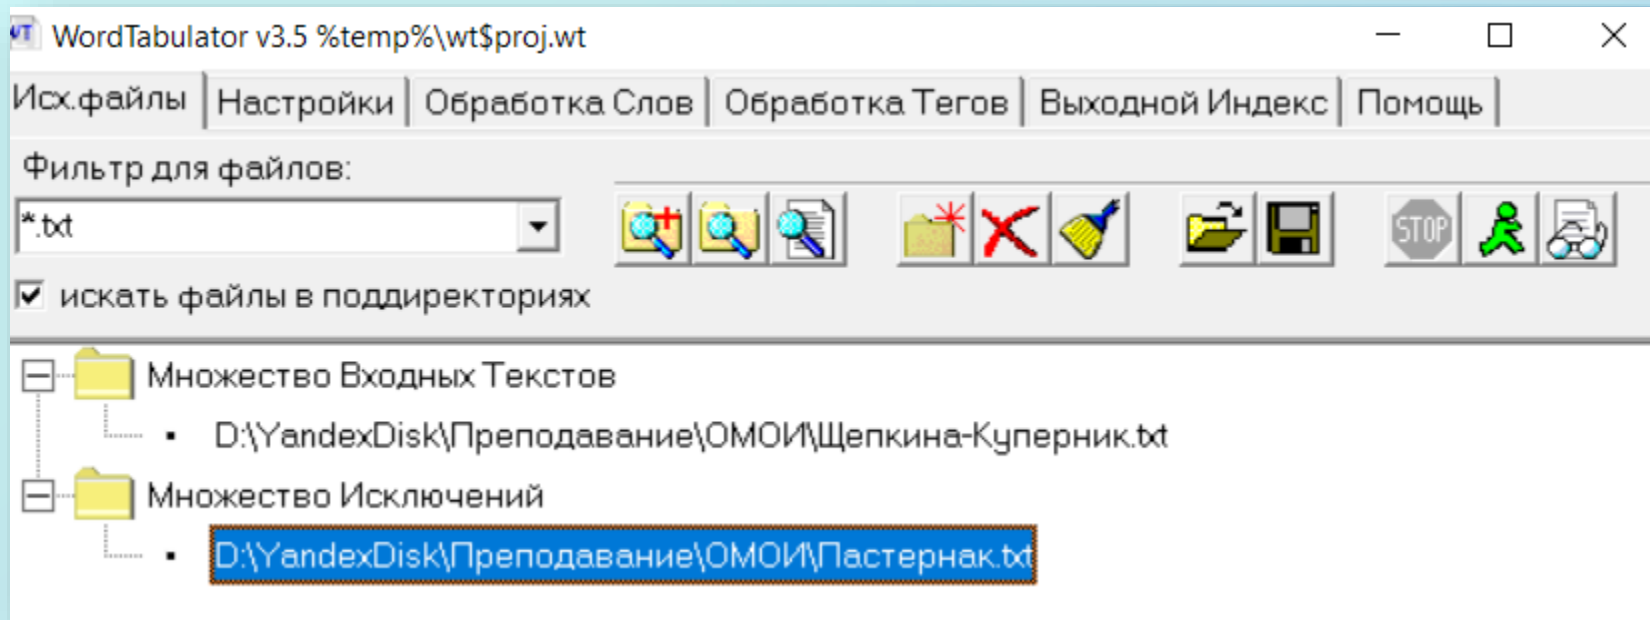 WordTabulator v3.5 %temp%\wt$proj.wt
Исх.файлы Настройки Обработка Слов Обработка Тегов Выходной Индекс Помощь
Фильтр для файлов:
*.txt
STOP
искать файлы в поддиректориях
Множество Входных Текстов
D:\YandexDisk\Преподавание\ОМОИ\Щепкина-Куперник.txt
Множество Исключений
D:\YandexDisk\Преподавание\ОМОИ\Пастернак.txt